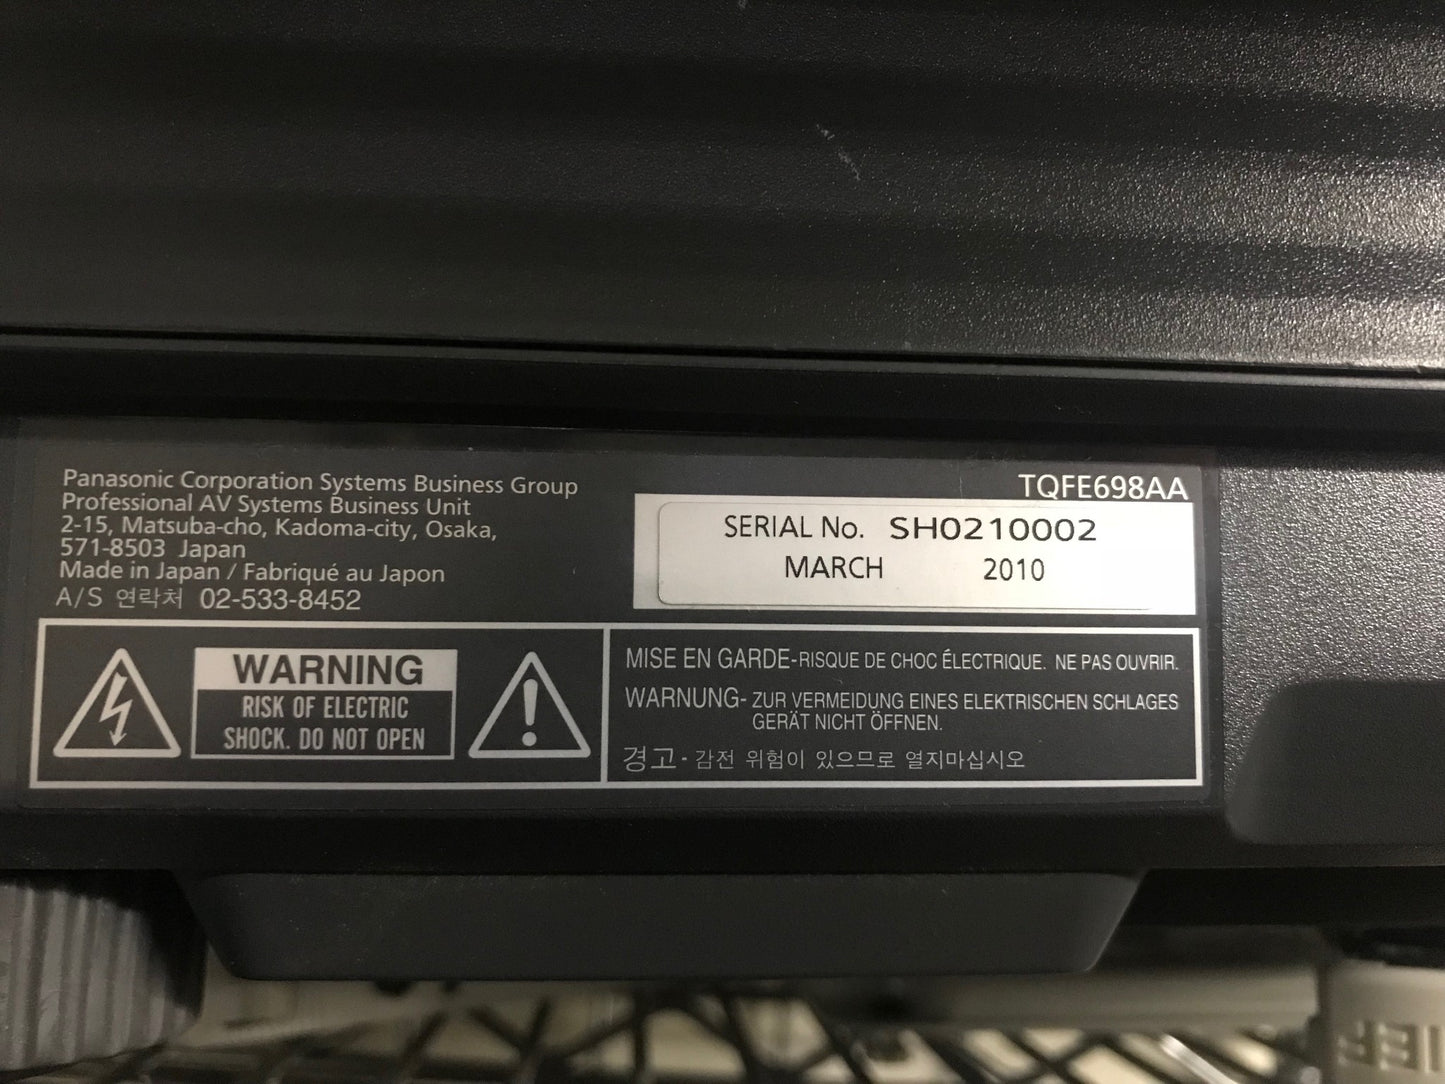 Panasonic Corporation Systems Business Group
Professional AV Systems Business Unit
2-15, Matsuba-cho, Kadoma-city, Osaka,
571-8503 Japan
Made in Japan / Fabriqué au Japon
A/S 연락처 02-533-8452
TQFE698AA
SERIAL No. SH0210002
MARCH 2010
WARNING
RISK OF ELECTRIC
SHOCK. DO NOT OPEN
MISE EN GARDE-RISQUE DE CHOC ÉLECTRIQUE. NE PAS OUVRIR.
WARNUNG- ZUR VERMEIDUNG EINES ELEKTRISCHEN SCHLAGES
GERÄT NICHT ÖFFNEN.
경고- 감전 위험이 있으므로 열지마십시오